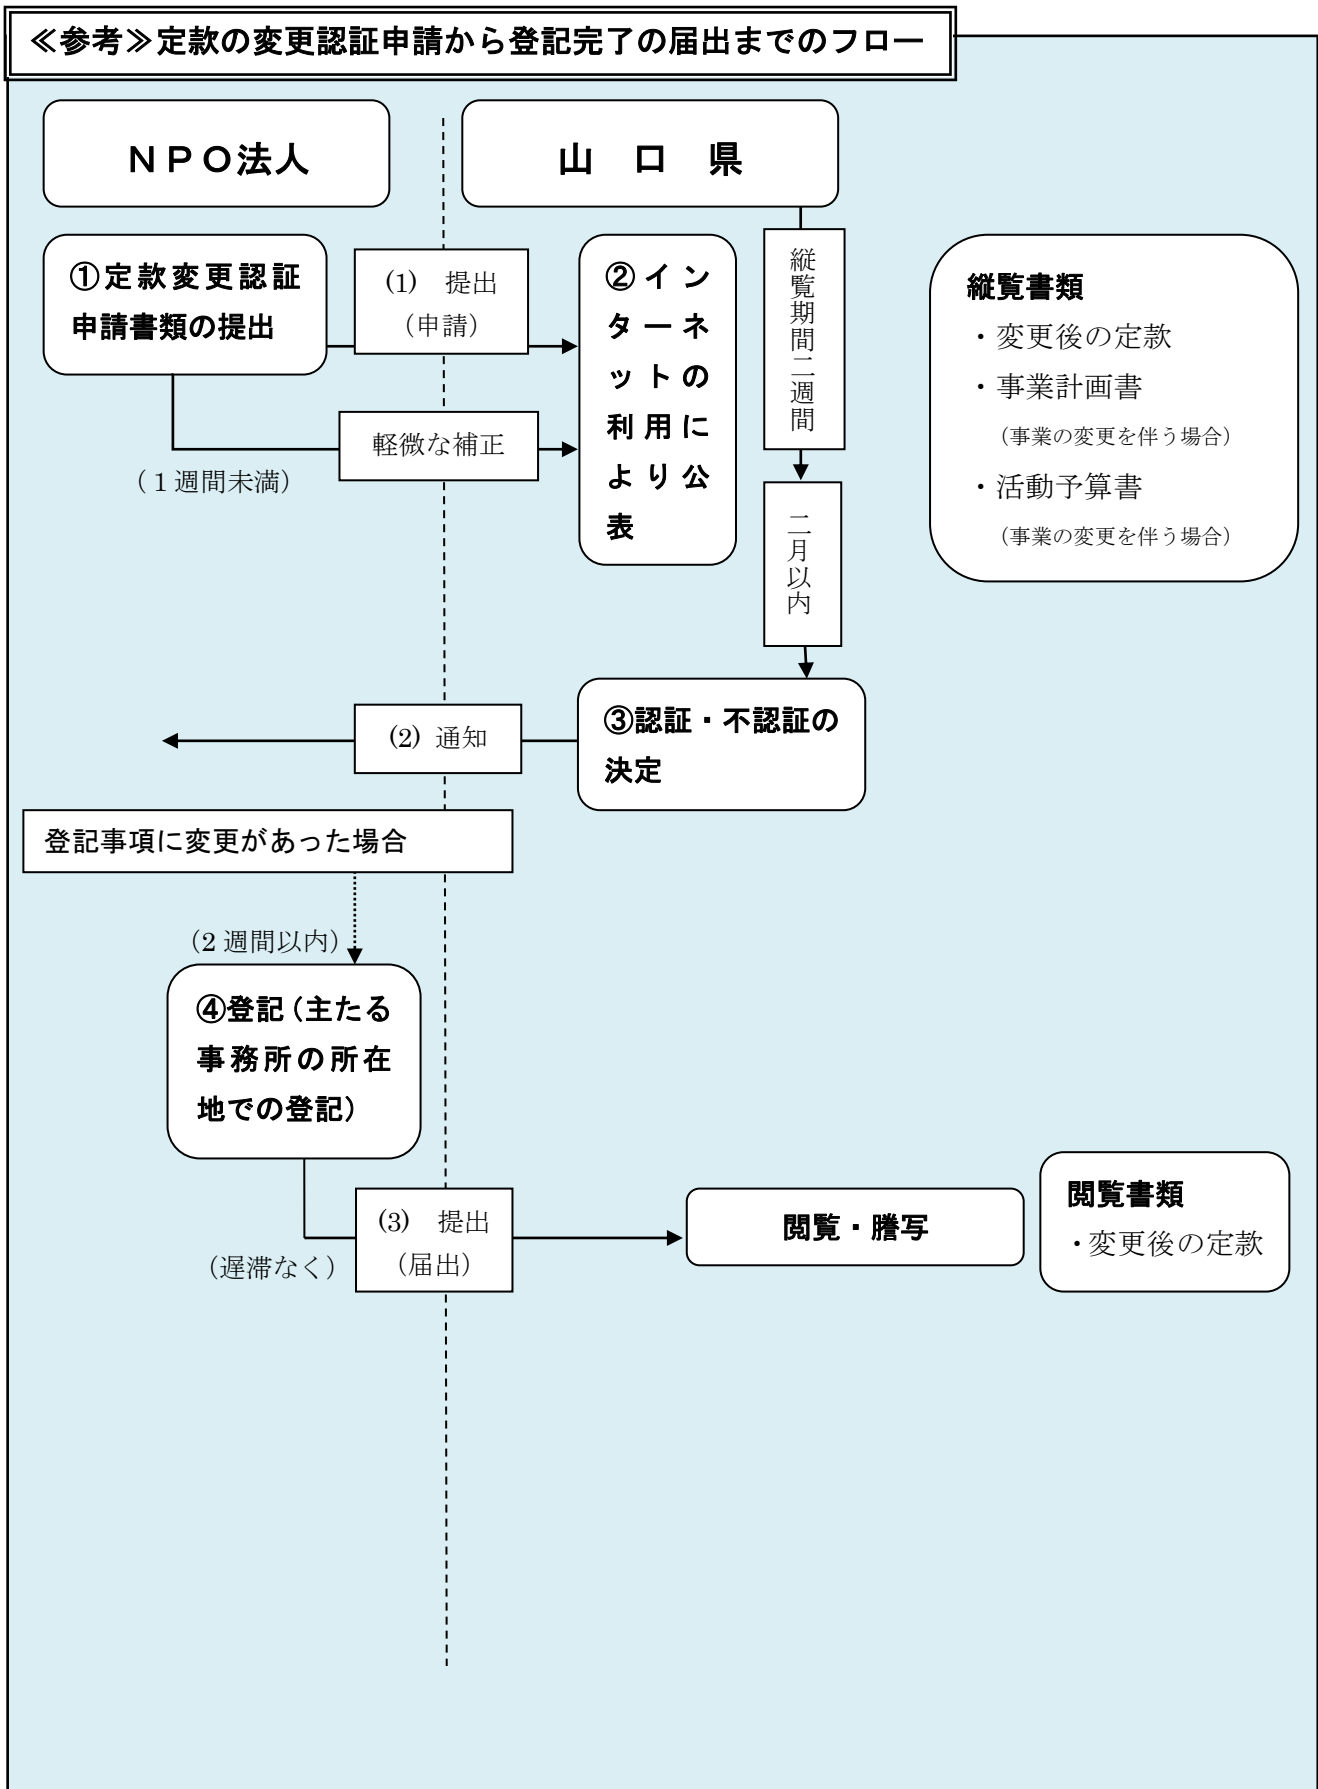 ≪参考≫定款の変更認証申請から登記完了の届出までのフロー
ＮＰＯ法人
山　口　県
①定款変更認証
申請書類の提出
(1)　提出
（申請）
軽微な補正
（１週間未満）
②イン
ターネ
ットの
利用に
より公
表
縦覧期間二週間
二月以内
縦覧書類
・変更後の定款
・事業計画書
（事業の変更を伴う場合）
・活動予算書
（事業の変更を伴う場合）
③認証・不認証の
決定
(2) 通知
登記事項に変更があった場合
（2 週間以内）
④登記（主たる
事務所の所在
地での登記）
(3)　提出
（届出）
（遅滞なく）
閲覧・謄写
閲覧書類
・変更後の定款